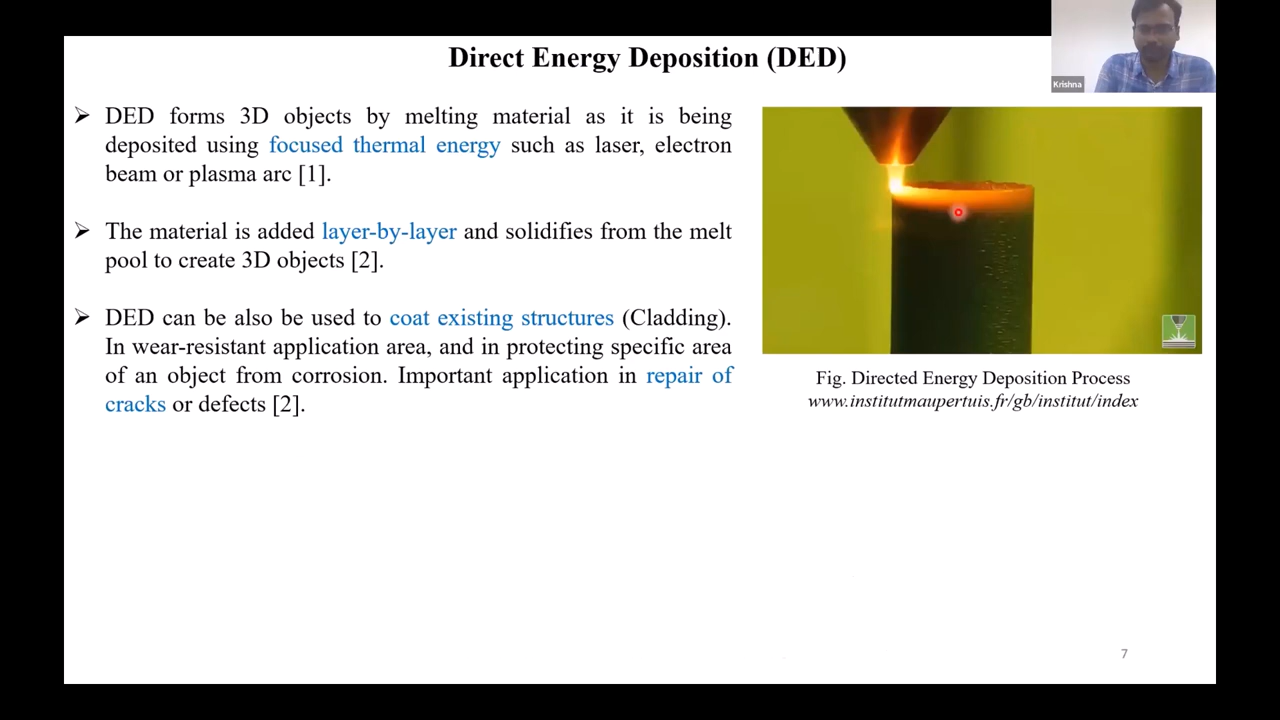 Direct Energy Deposition (DED)
Krishna
➢ DED forms 3D objects by melting material as it is being
deposited using focused thermal energy such as laser, electron
beam or plasma arc [1].
➢ The material is added layer-by-layer and solidifies from the melt
pool to create 3D objects [2].
➢ DED can be also be used to coat existing structures (Cladding).
In wear-resistant application area, and in protecting specific area
of an object from corrosion. Important application in repair of
cracks or defects [2].
Fig. Directed Energy Deposition Process
www.institutmaupertuis.fr/gb/institut/index
7